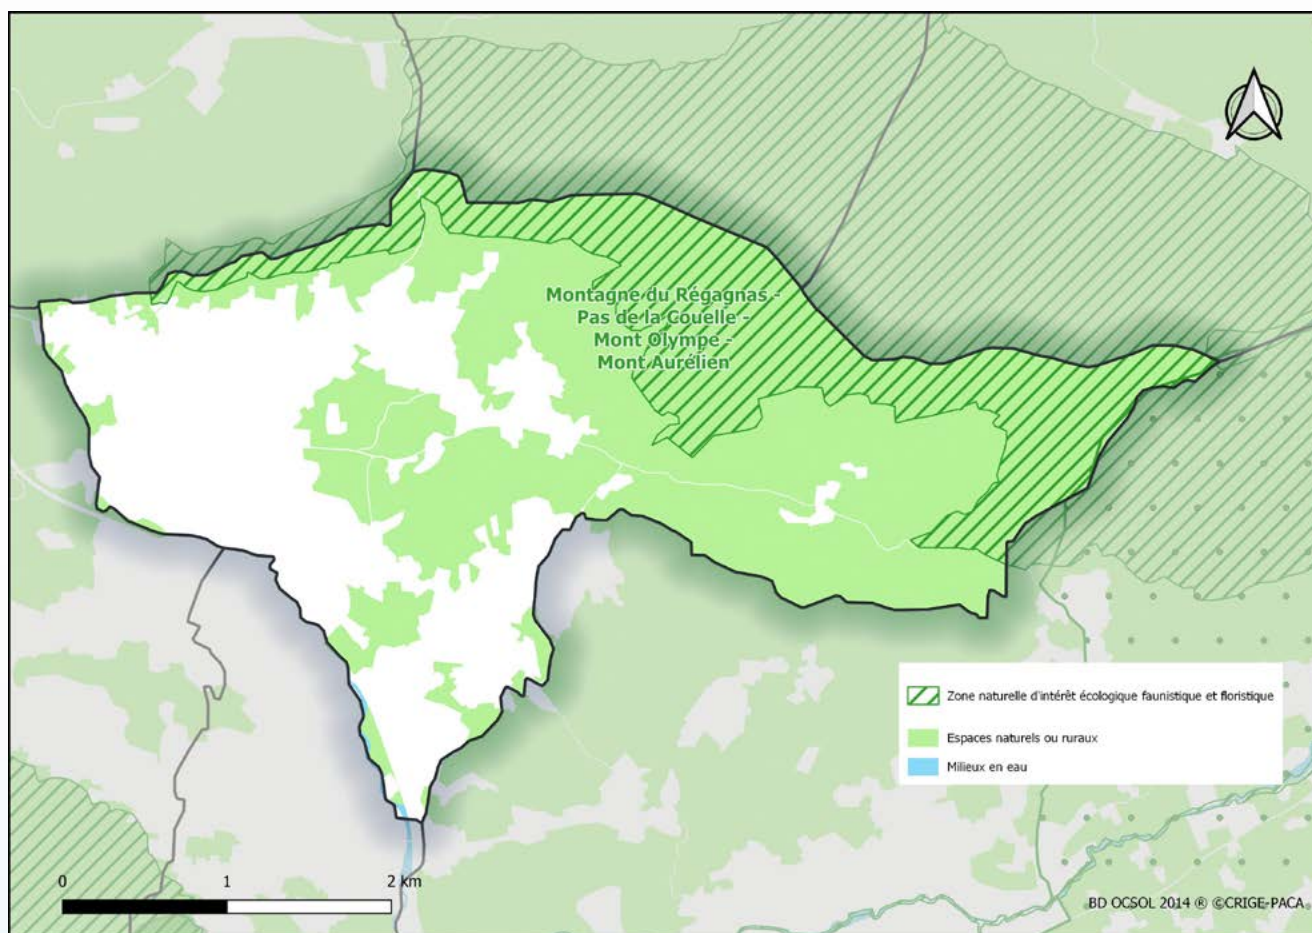 Montagne du Régagnas -
Pas de la Couelle -
Mont Olympe -
Mont Aurélien
Zone naturelle d'intérêt écologique faunistique et floristique
Espaces naturels ou ruraux
Milieux en eau
0 1 2 km
BD OCSOL 2014 ® ©CRIGE-PACA